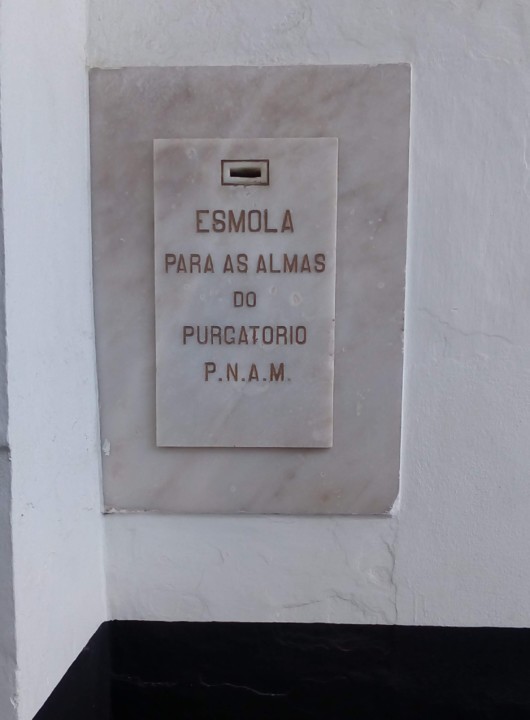 ESMOLA
PARA AS ALMAS
DO
PURGATORIO
P.N.A.M.